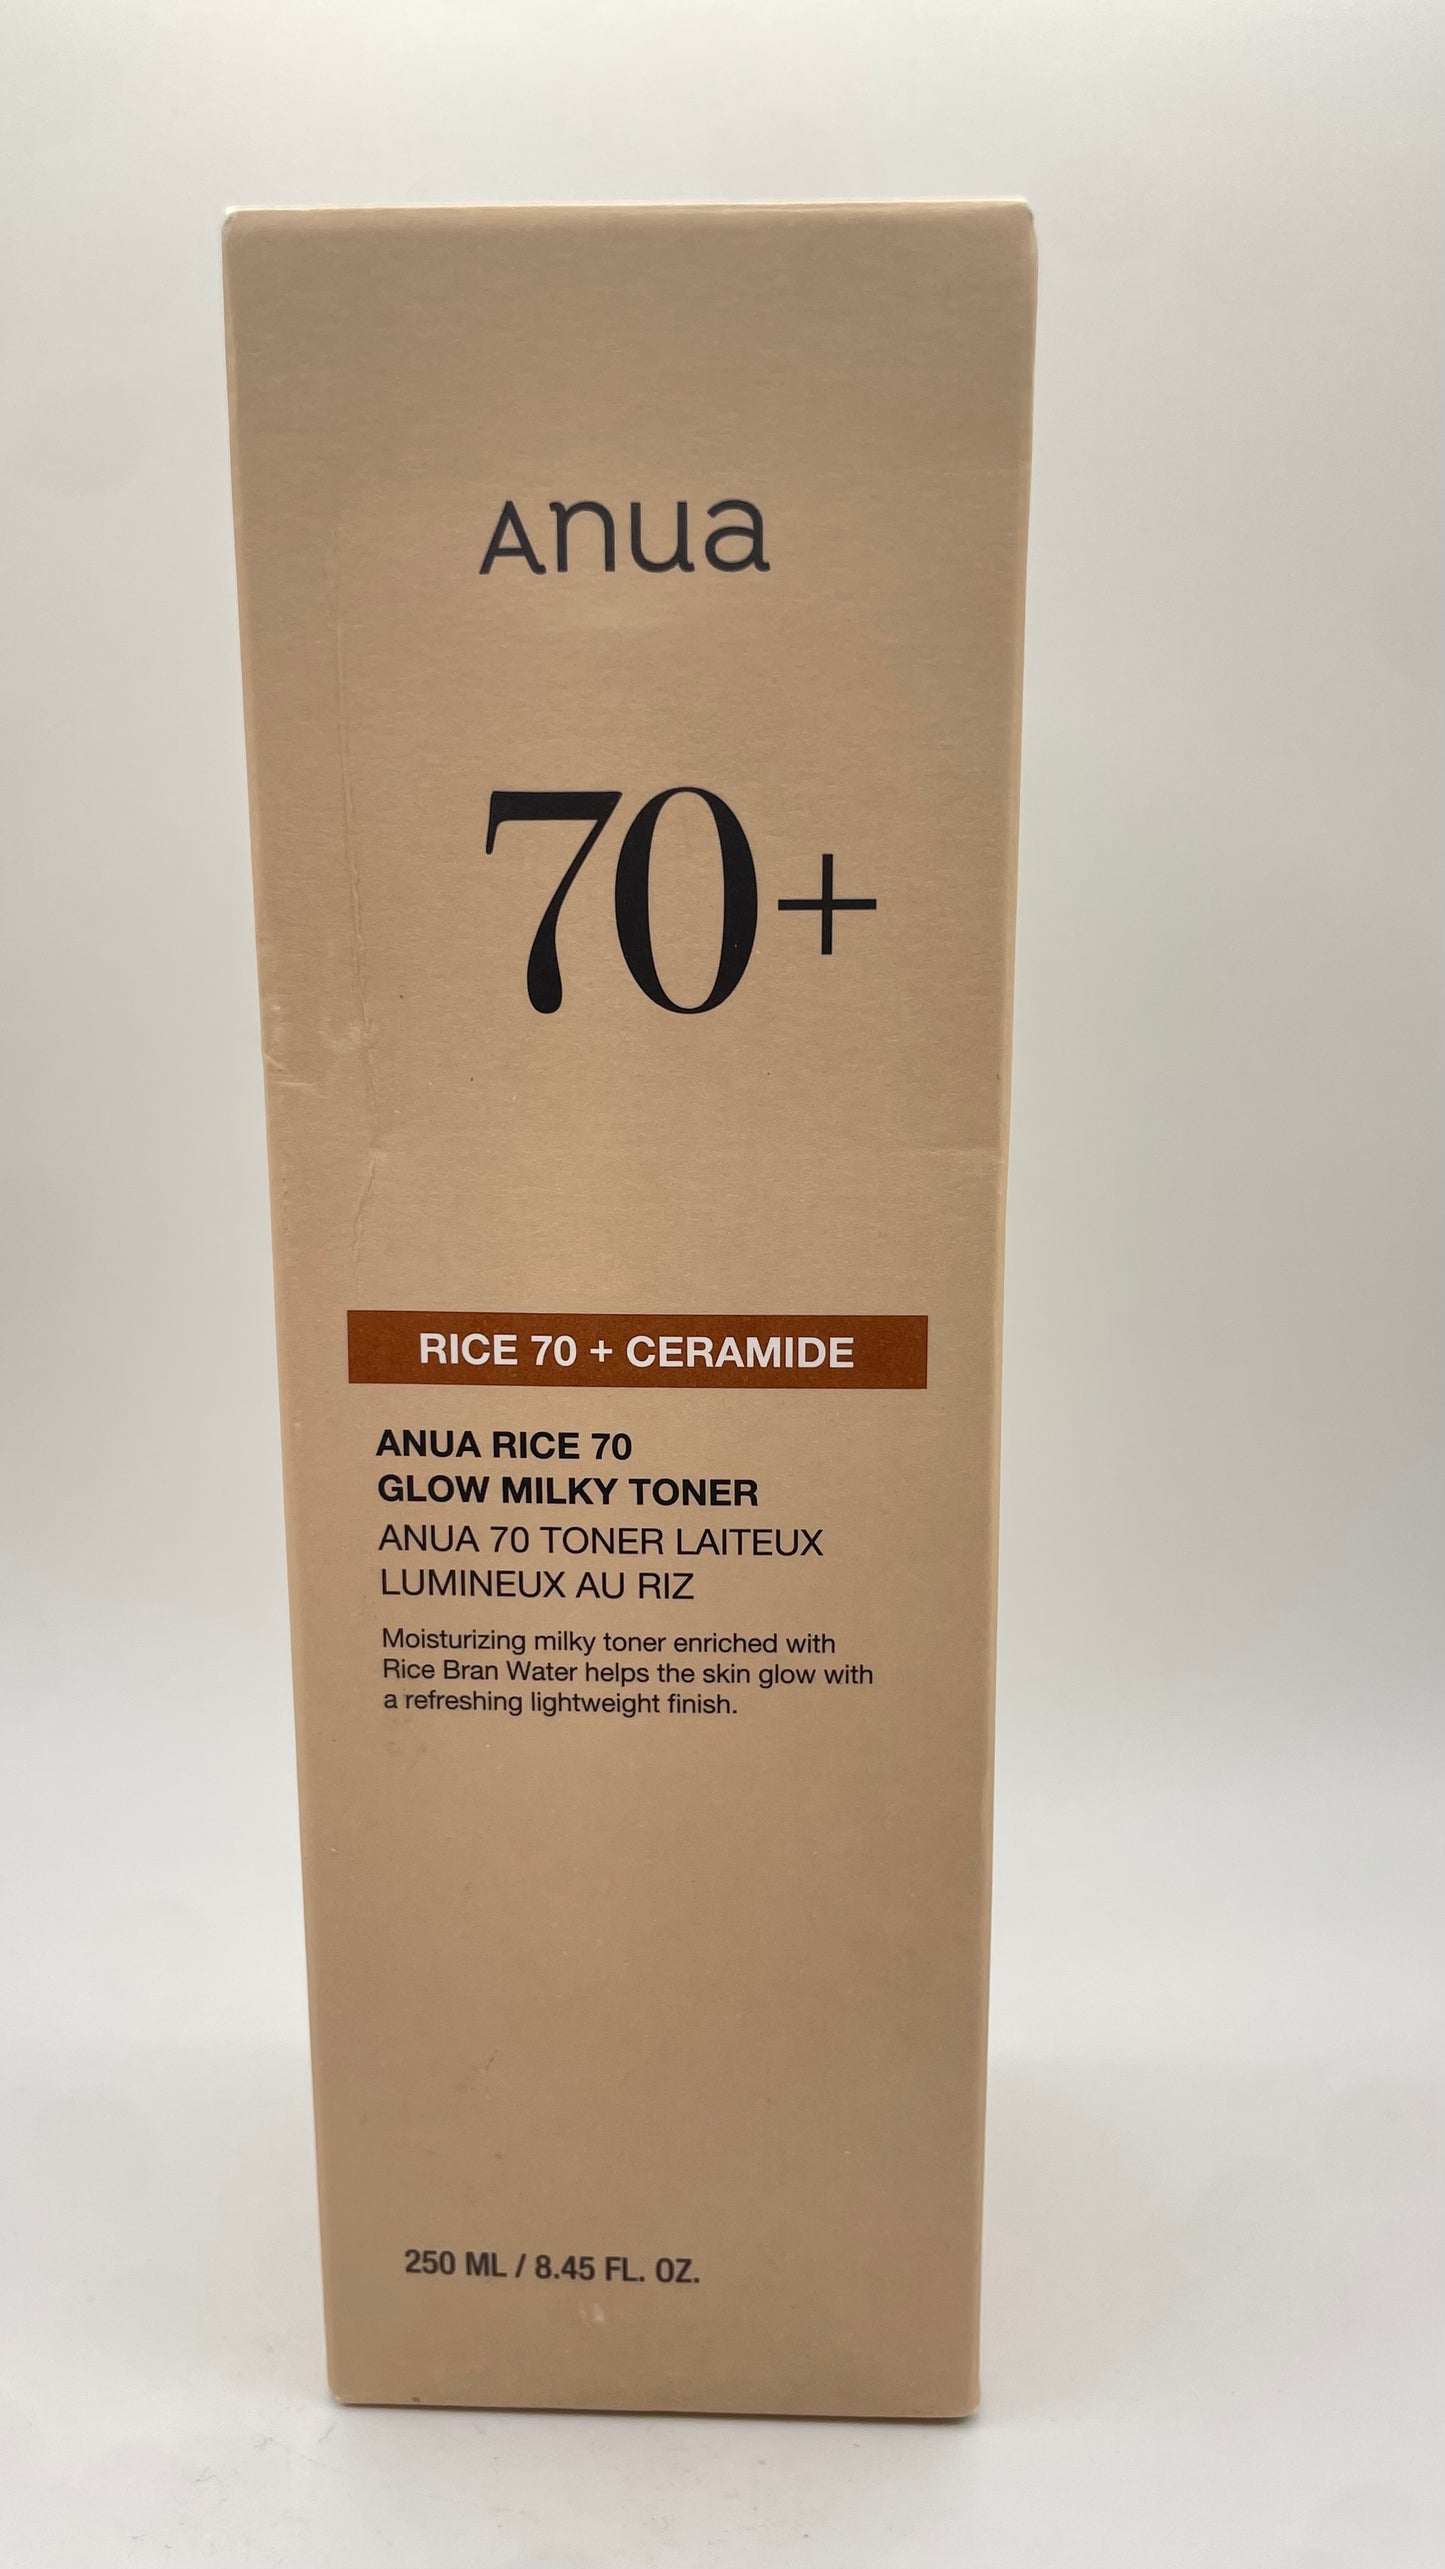 Anua
70+
RICE 70 + CERAMIDE
ANUA RICE 70
GLOW MILKY TONER
ANUA 70 TONER LAITEUX
LUMINEUX AU RIZ
Moisturizing milky toner enriched with
Rice Bran Water helps the skin glow with
a refreshing lightweight finish.
250 ML / 8.45 FL. OZ.